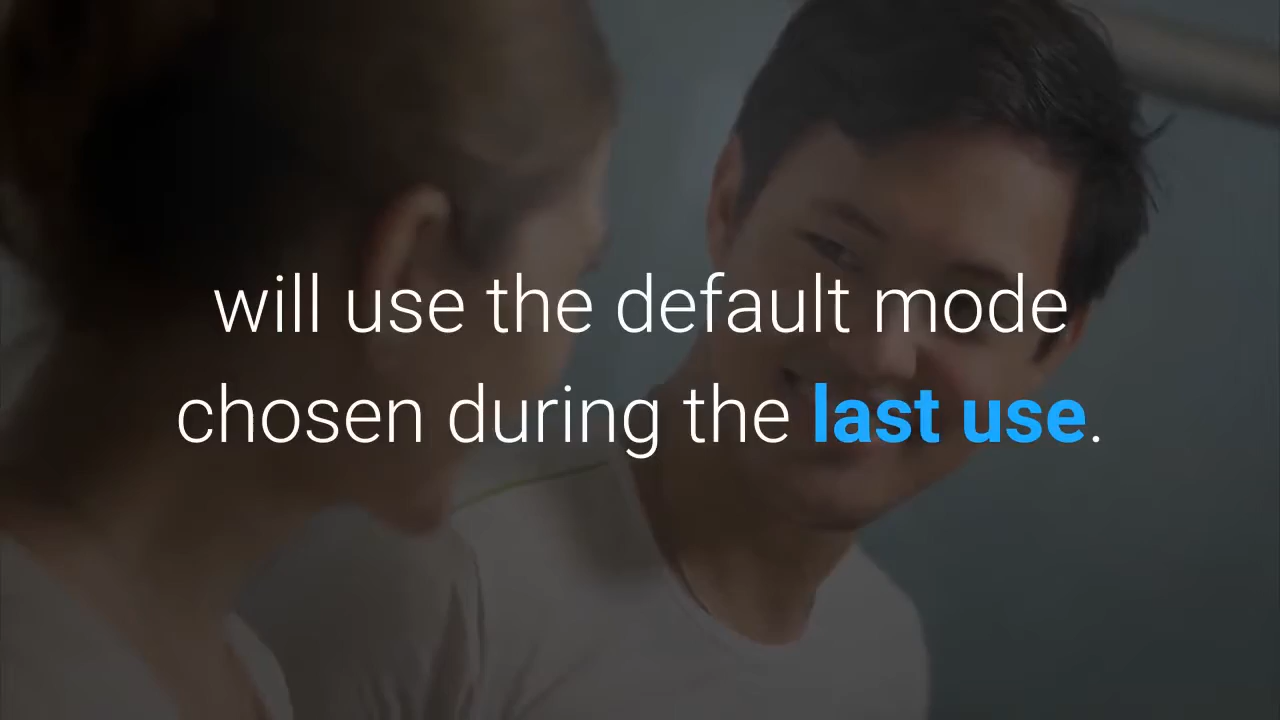 will use the default mode
chosen during the last use.